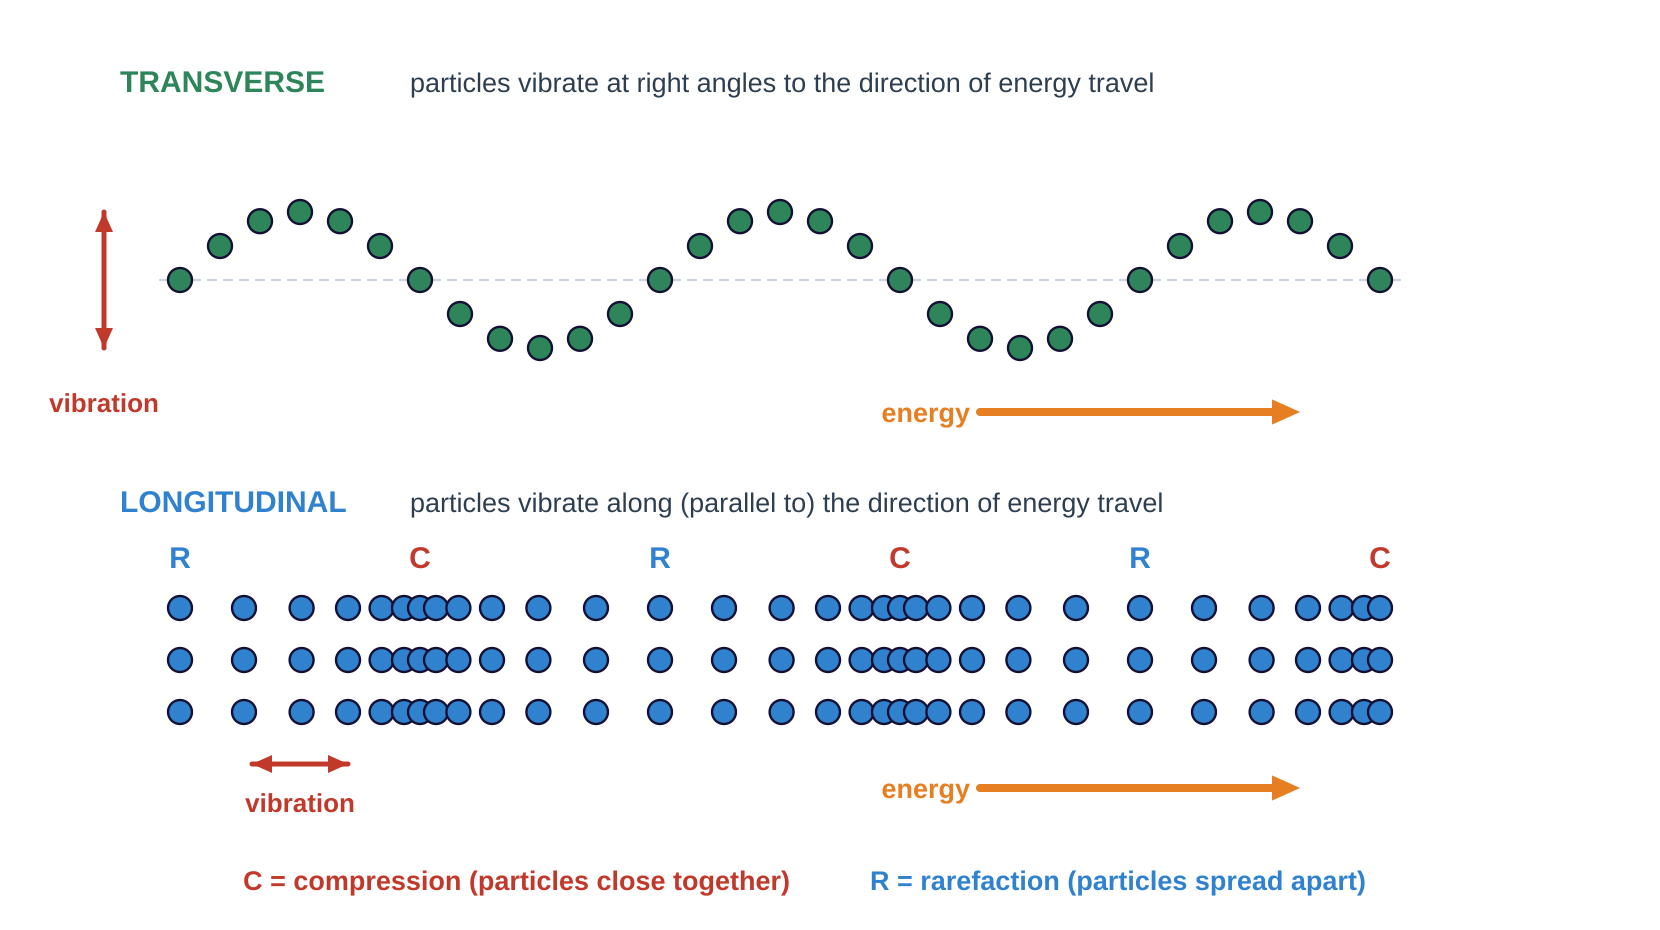 TRANSVERSE particles vibrate at right angles to the direction of energy travel
vibration
energy
LONGITUDINAL particles vibrate along (parallel to) the direction of energy travel
R C R C R C
vibration
energy
C = compression (particles close together) R = rarefaction (particles spread apart)